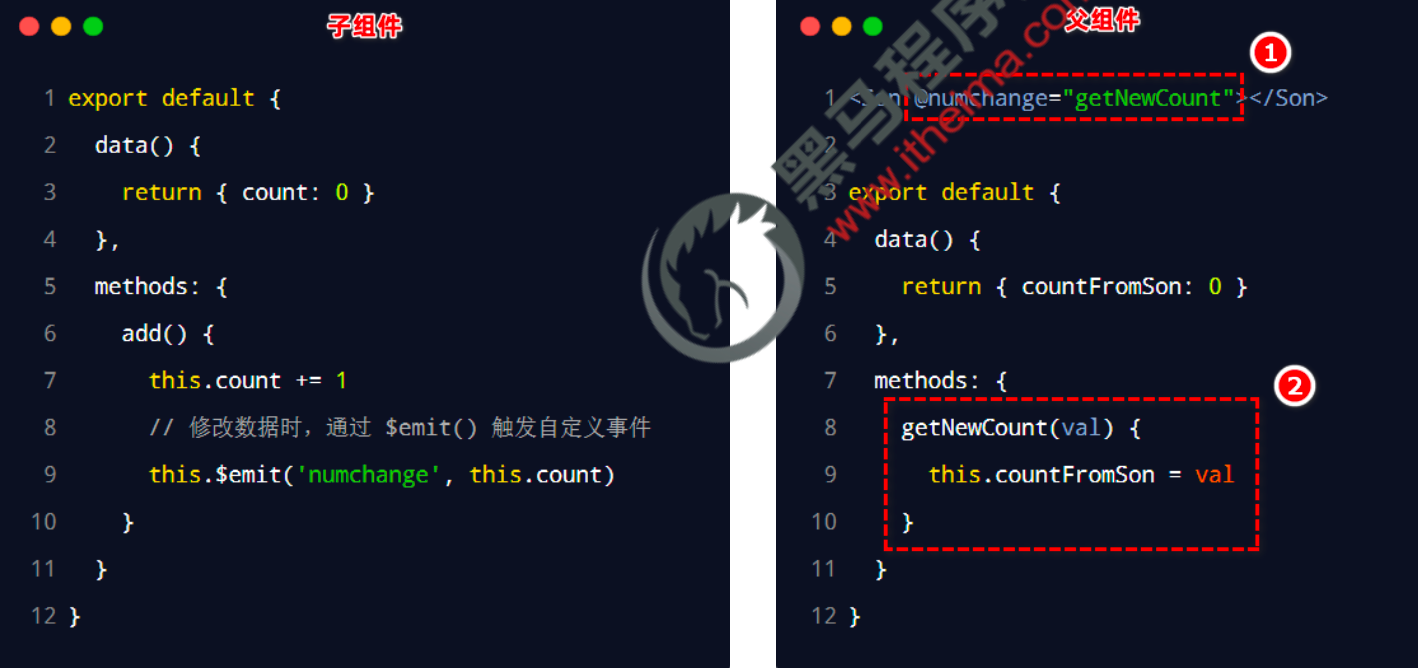 子组件
1 export default {
2 data() {
3 return { count: 0 }
4 },
5 methods: {
6 add() {
7 this.count += 1
8 // 修改数据时，通过 $emit() 触发自定义事件
9 this.$emit('numchange', this.count)
10 }
11 }
12 }
父组件
1
1 <Son @numchange="getNewCount"></Son>
2
3 export default {
4 data() {
5 return { countFromSon: 0 }
6 },
7 methods: {
2
8 getNewCount(val) {
9 this.countFromSon = val
10 }
11 }
12 }
黑马程序
www.itheima.com